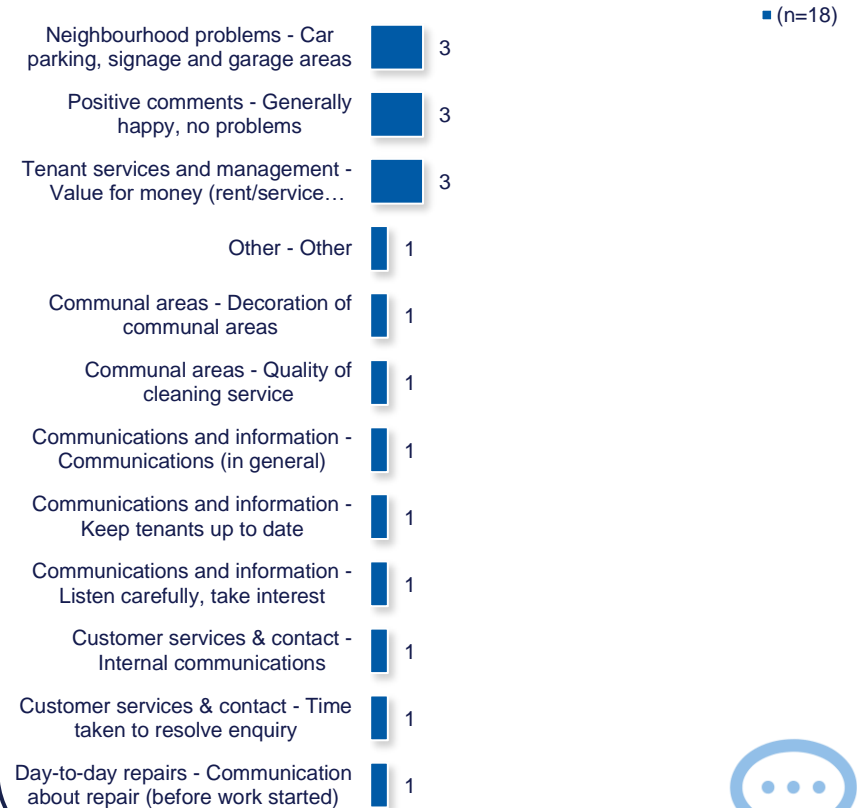 (n=18)
Neighbourhood problems - Car
parking, signage and garage areas
3
Positive comments - Generally
happy, no problems
3
Tenant services and management -
Value for money (rent/service…
3
Other - Other
1
Communal areas - Decoration of
communal areas
1
Communal areas - Quality of
cleaning service
1
Communications and information -
Communications (in general)
1
Communications and information -
Keep tenants up to date
1
Communications and information -
Listen carefully, take interest
1
Customer services & contact -
Internal communications
1
Customer services & contact - Time
taken to resolve enquiry
1
Day-to-day repairs - Communication
about repair (before work started)
1